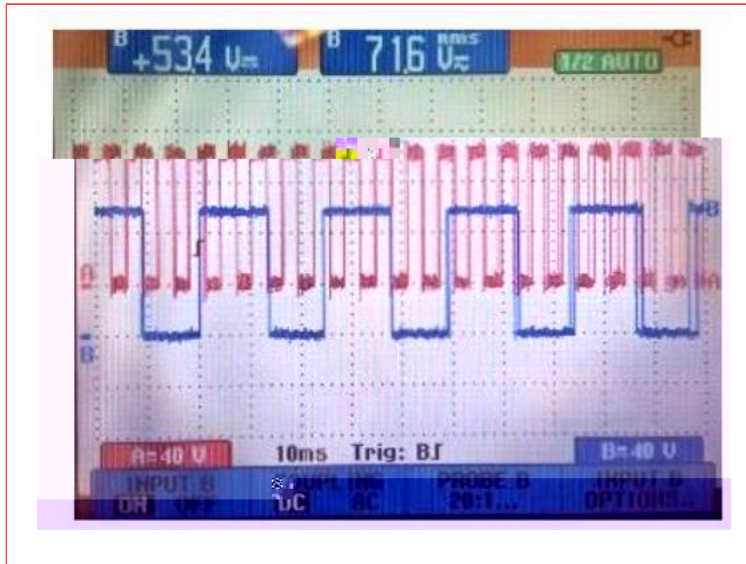 B +53.4 V B 71.6 rms V 1/2 AUTO
B
A A
B
A=40 V 10ms Trig: B B=40 V
INPUT B COUPLING PROBE B INPUT B
ON OFF DC AC 20:1... OPTIONS...